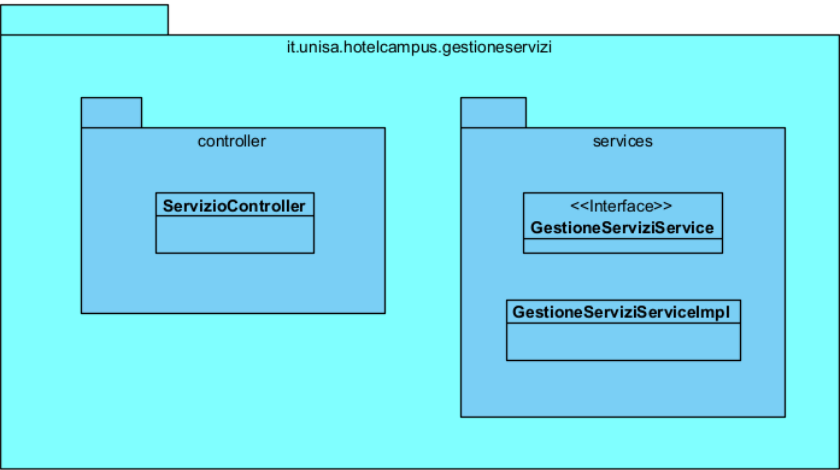 it.unisa.hotelcampus.gestioneservizi
controller
ServizioController
services
<<Interface>>
GestioneServiziService
GestioneServiziServiceImpl